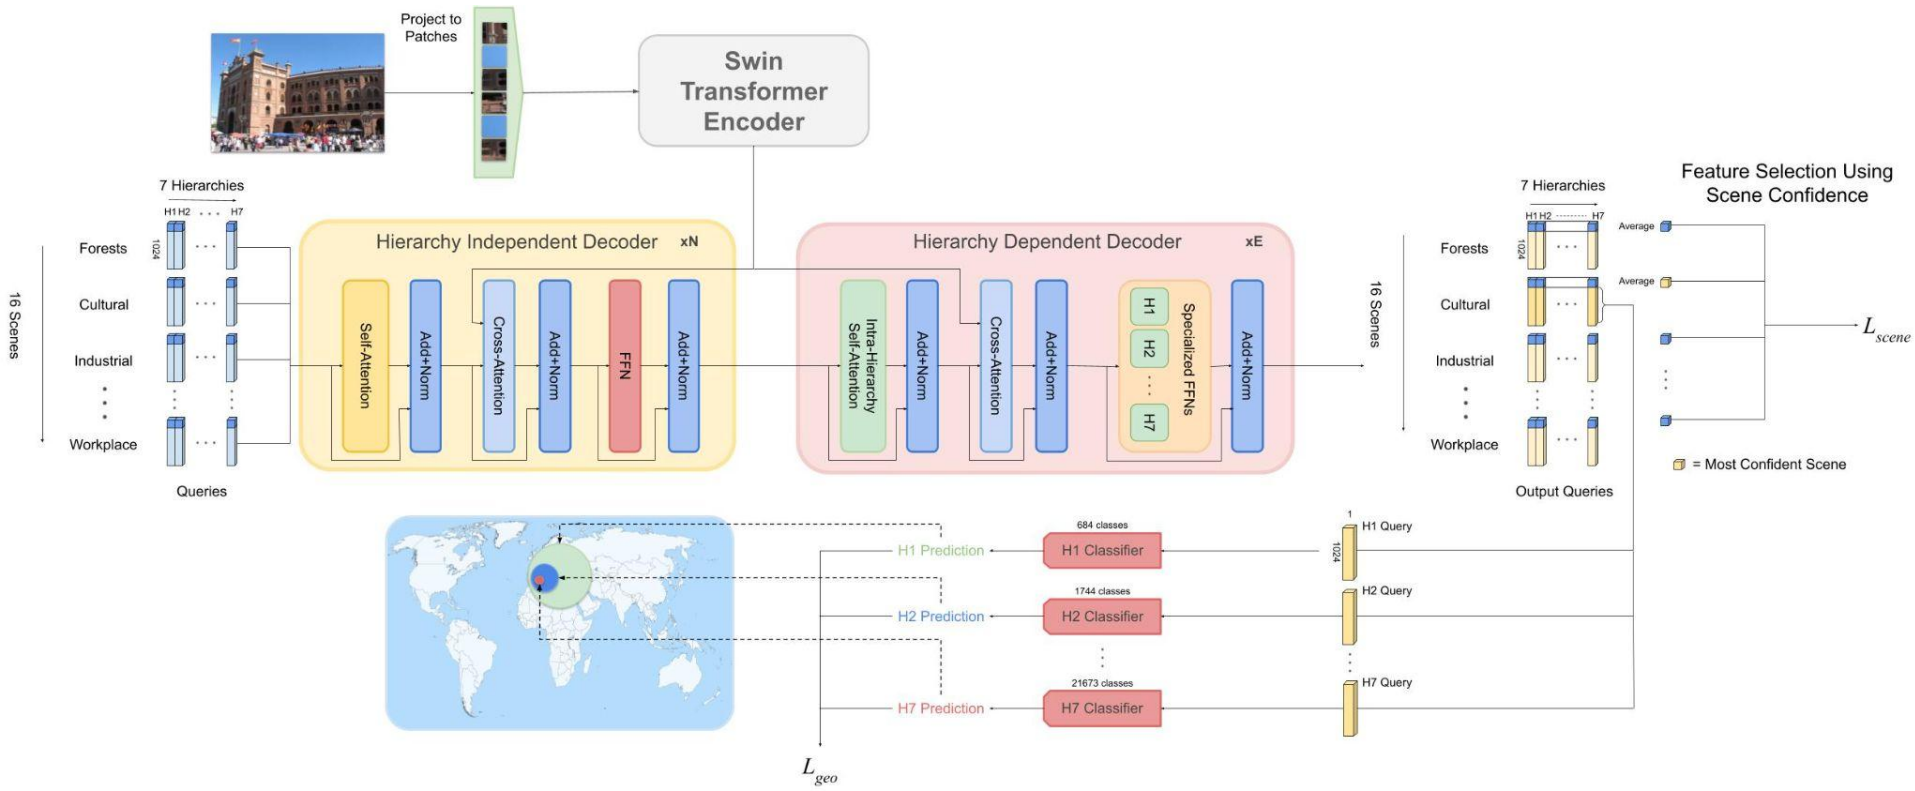 Project to
Patches
Swin
Transformer
Encoder
7 Hierarchies
H1 H2 H7
16 Scenes
1024
Forests
Cultural
Industrial
Workplace
Queries
Hierarchy Independent Decoder xN
Self-Attention
Add+Norm
Cross-Attention
Add+Norm
FFN
Add+Norm
Hierarchy Dependent Decoder xE
Intra-Hierarchy
Self-Attention
Add+Norm
Cross-Attention
Add+Norm
H1
H2
H7
Specialized FFNs
Add+Norm
7 Hierarchies
H1 H2 H7
16 Scenes
1024
Forests
Cultural
Industrial
Workplace
Output Queries
Feature Selection Using
Scene Confidence
Average
Average
L scene
= Most Confident Scene
H1 Prediction
684 classes
H1 Classifier
1
1024
H1 Query
H2 Prediction
1744 classes
H2 Classifier
H2 Query
H7 Prediction
21673 classes
H7 Classifier
H7 Query
L geo